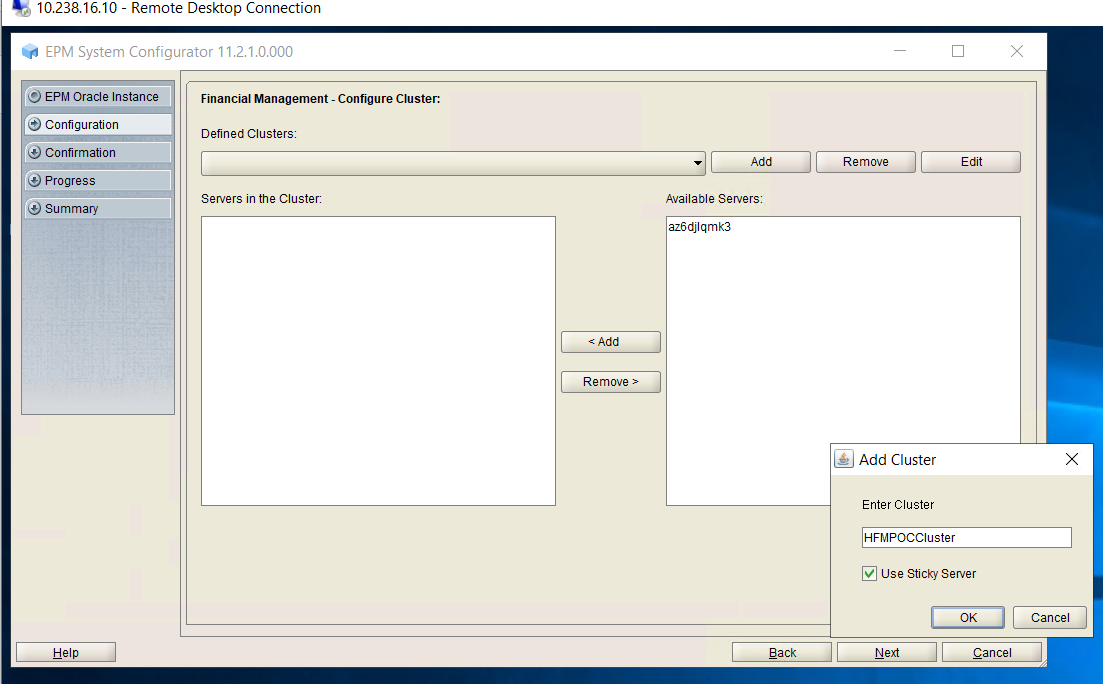 10.238.16.10 - Remote Desktop Connection
EPM System Configurator 11.2.1.0.000
EPM Oracle Instance
Configuration
Confirmation
Progress
Summary
Financial Management - Configure Cluster:
Defined Clusters:
Add Remove Edit
Servers in the Cluster: Available Servers:
az6djlqmk3
< Add
Remove >
Add Cluster
Enter Cluster
HFMPOCCluster
Use Sticky Server
OK Cancel
Help Back Next Cancel